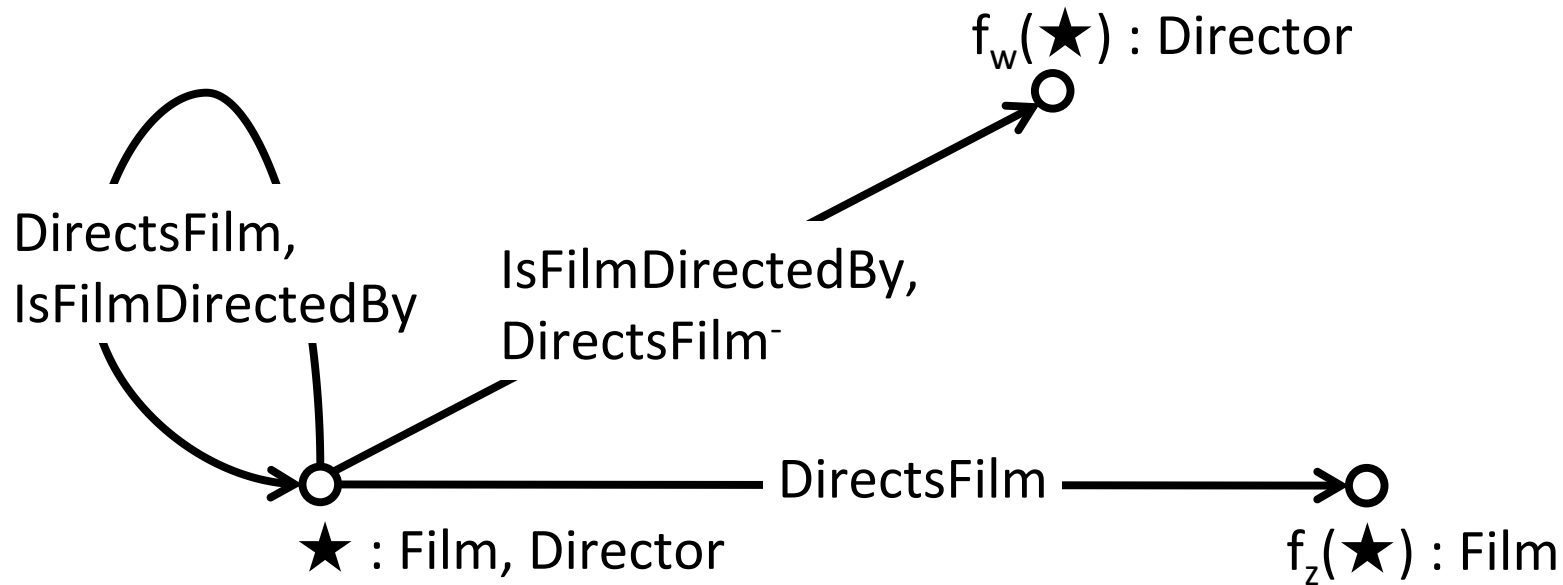 f_w(★) : Director
DirectsFilm,
IsFilmDirectedBy
IsFilmDirectedBy,
DirectsFilm⁻
DirectsFilm
★ : Film, Director
f_z(★) : Film